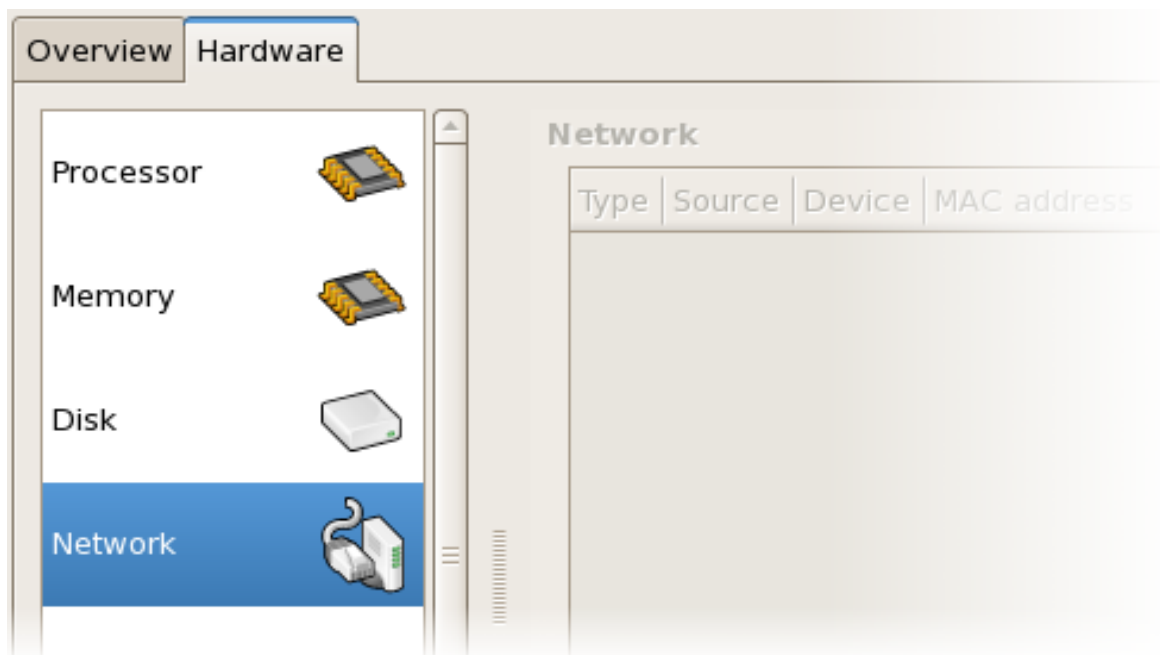 Overview Hardware
Processor
Memory
Disk
Network
Network
Type Source Device MAC address